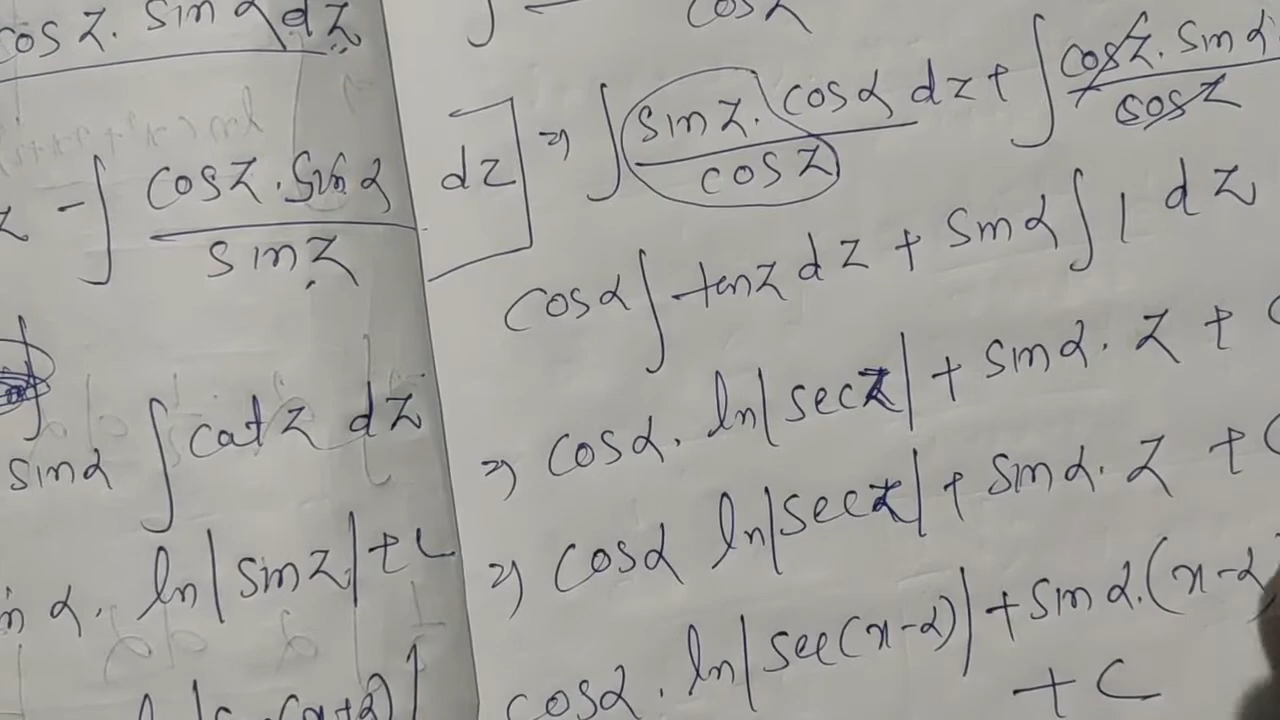 cos z. sin α dz
- ∫ cos z . sin α / sin z
sin α ∫ cat z dz
α. ln|sin z| + c
cos α
dz] ⇒ ∫ sin z. cos α / cos z dz + ∫ cos z. sin α / cos z
cos α ∫ tan z dz + sin α ∫ 1 dz
⇒ cos α. ln|sec z| + sin α. z +
⇒ cos α ln|sec z| + sin α. z +
cos α. ln|sec(x-α)| + sin α.(x-α
+ C